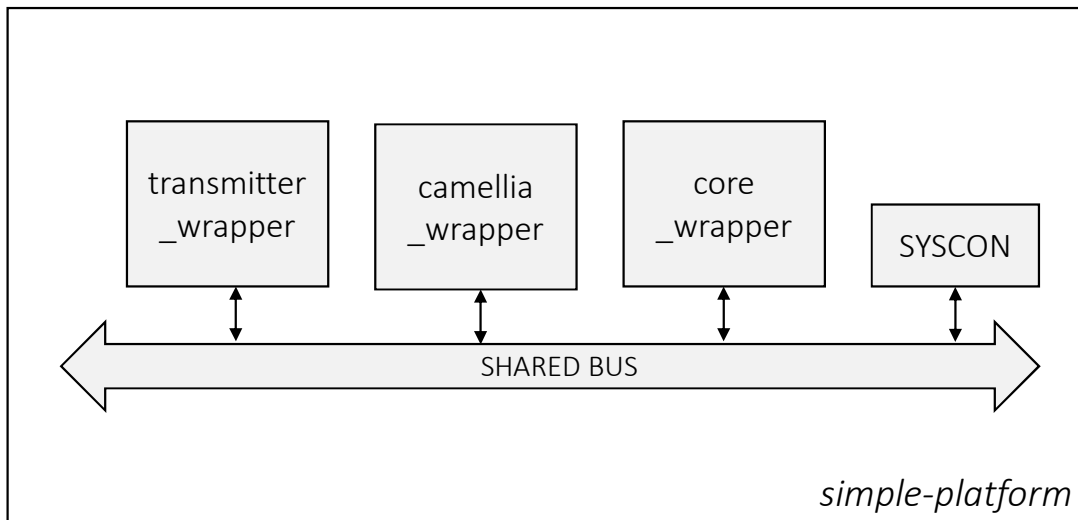 transmitter
_wrapper
camellia
_wrapper
core
_wrapper
SYSCON
SHARED BUS
simple-platform